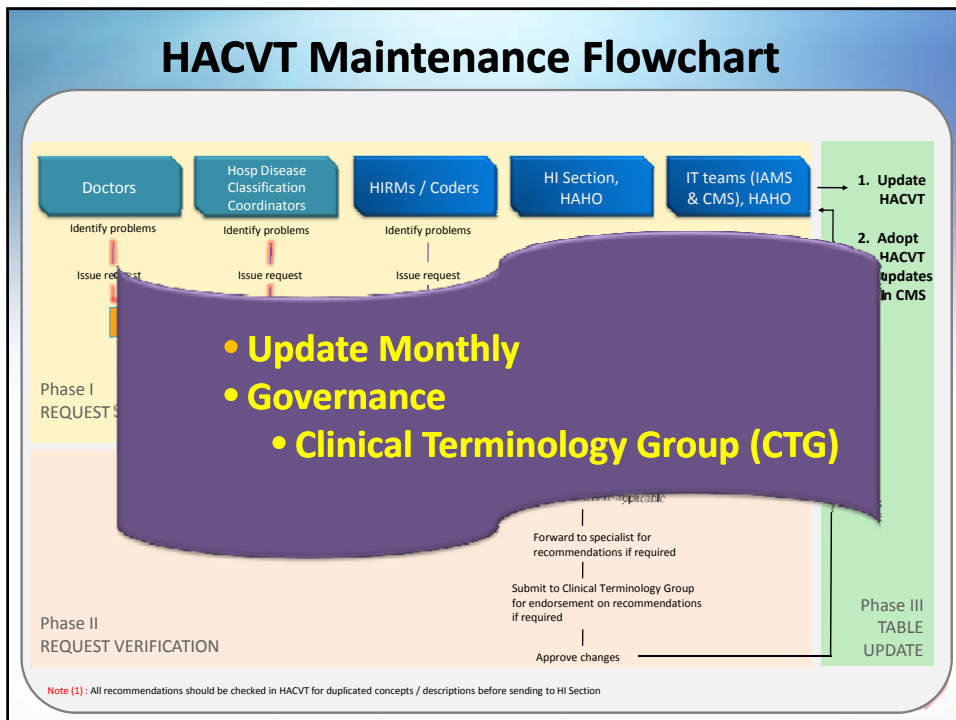 HACVT Maintenance Flowchart
Doctors
Hosp Disease
Classification
Coordinators
HIRMs / Coders
HI Section,
HAHO
IT teams (IAMS
& CMS), HAHO
1. Update
HACVT
2. Adopt
HACVT
updates
in CMS
Identify problems
Identify problems
Identify problems
Issue request
Issue request
Issue request
• Update Monthly
• Governance
• Clinical Terminology Group (CTG)
Phase I
REQUEST
applicable
Forward to specialist for
recommendations if required
Submit to Clinical Terminology Group
for endorsement on recommendations
if required
Approve changes
Phase II
REQUEST VERIFICATION
Phase III
TABLE
UPDATE
Note (1) : All recommendations should be checked in HACVT for duplicated concepts / descriptions before sending to HI Section